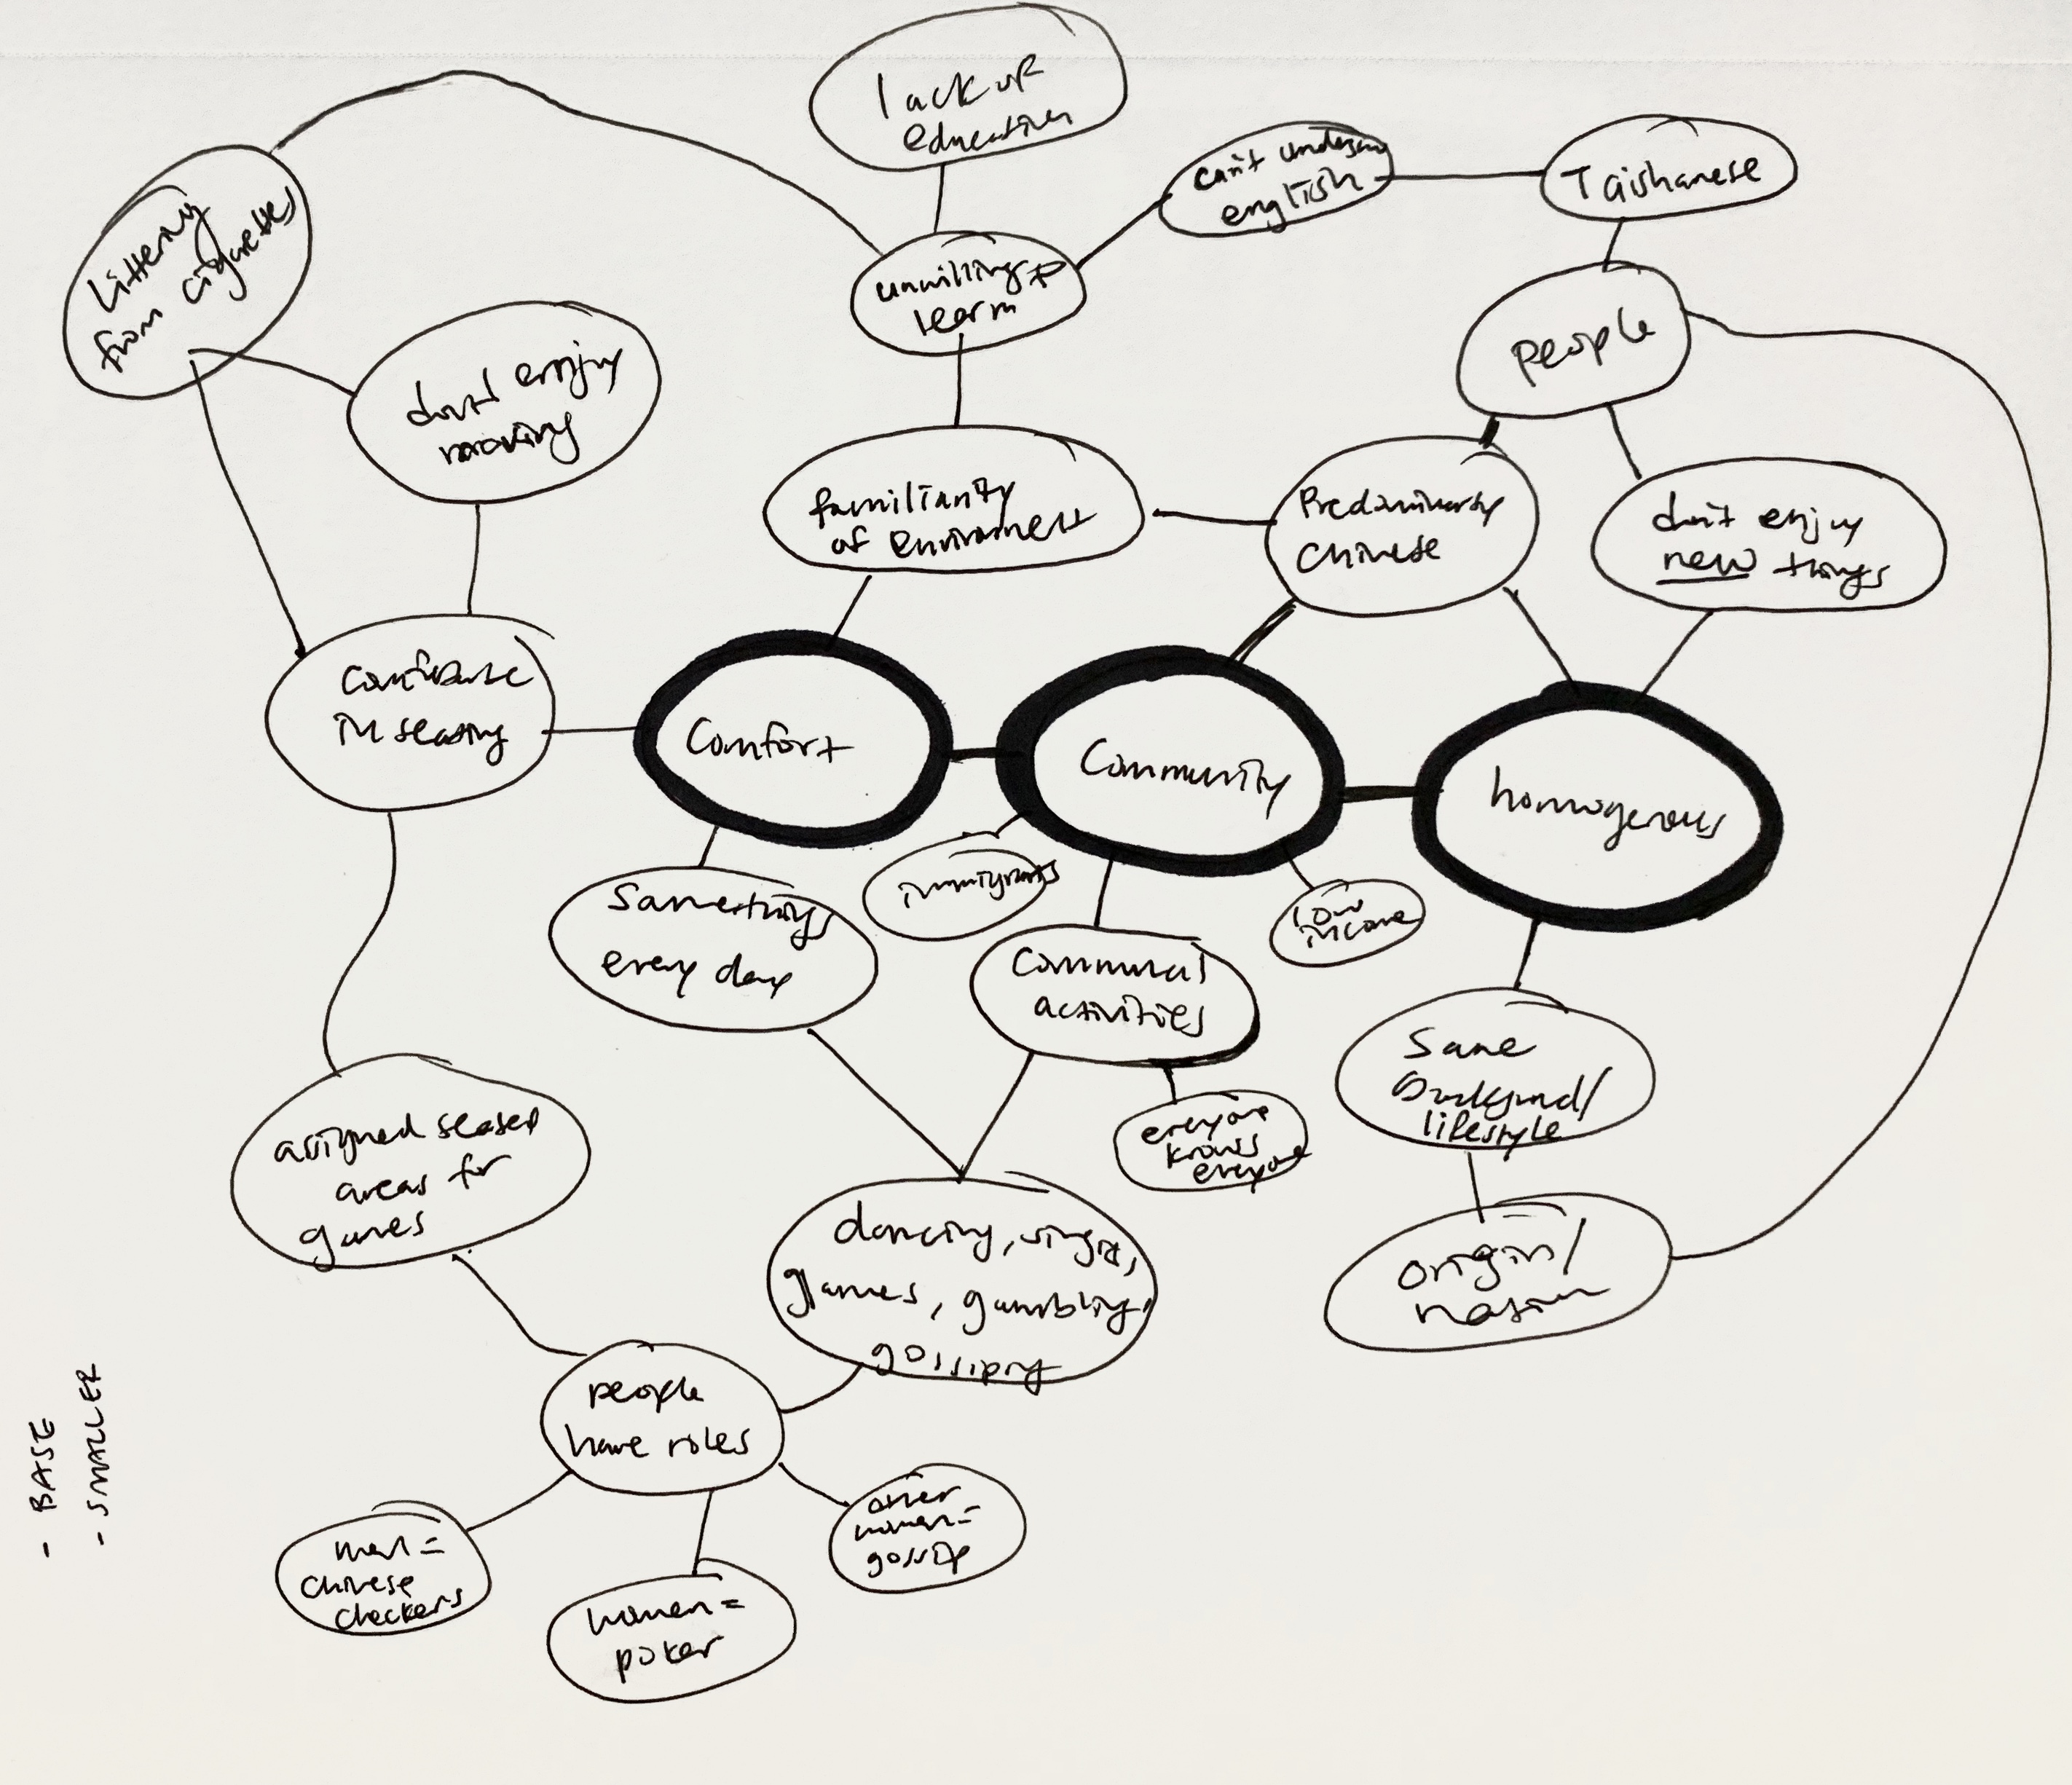 lack of
education
can't understand
english
Taishanese
Littering
from cigarettes
unwilling to
learn
people
don't enjoy
moving
familiarity
of enviroment
Predominantly
Chinese
don't enjoy
new things
in seating
Comfort
Community
homogenous
immigrants
low
income
Same things
every day
Communal
activities
Same
background/
lifestyle
everyone
knows
everyone
assigned seated
areas for
games
dancing, singing,
games, gambling,
gossiping
origin/
nation
people
have roles
- BASE
- SMALLER
men =
chinese
checkers
women =
poker
other
women =
gossip